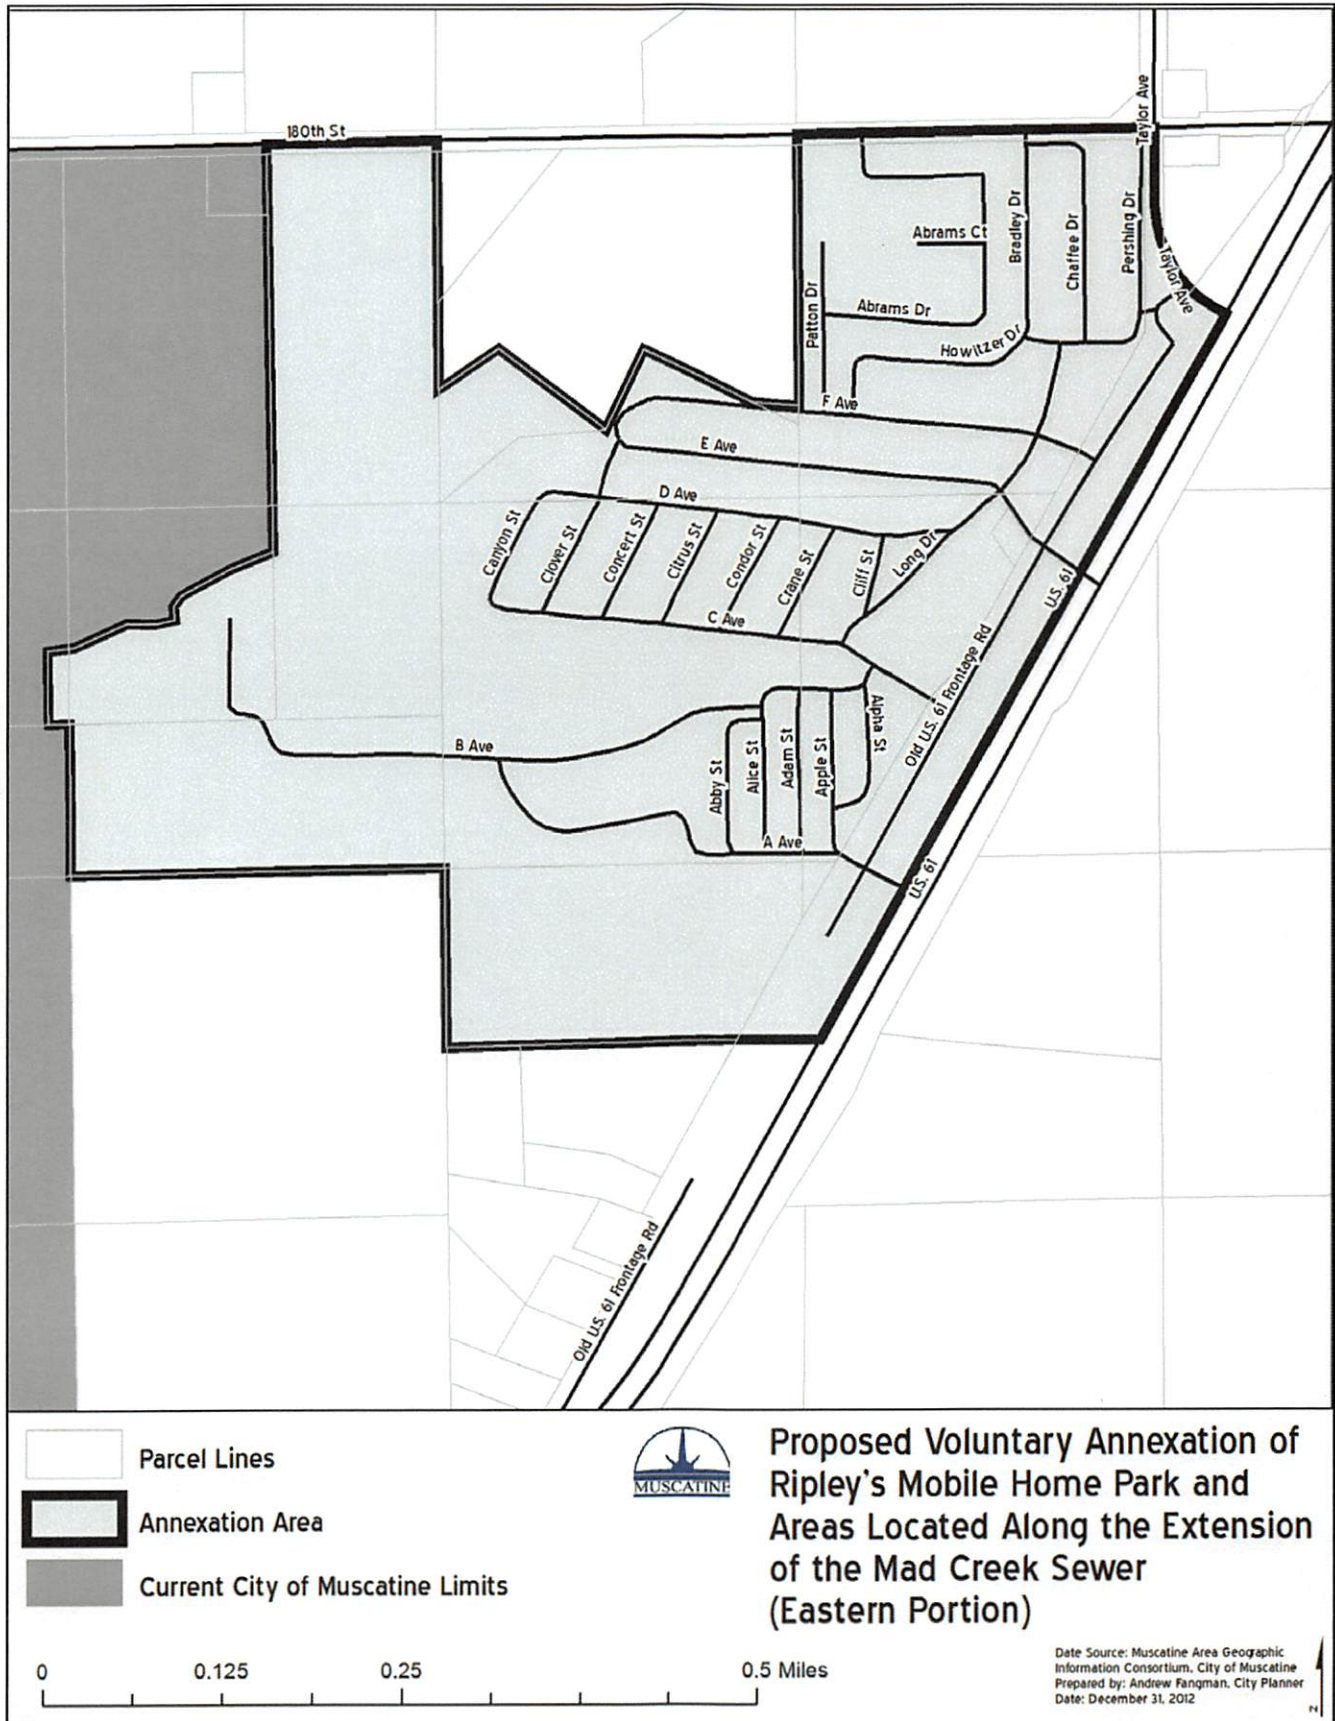 180th St
Taylor Ave
Taylor Ave
Pershing Dr
Chaffee Dr
Bradley Dr
Abrams Ct
Patton Dr
Abrams Dr
Howitzer Dr
F Ave
E Ave
D Ave
Canyon St
Clover St
Concert St
Citrus St
Condor St
Crane St
Cliff St
Long Dr
C Ave
U.S. 61
Old U.S. 61 Frontage Rd
B Ave
Abby St
Alice St
Adam St
Apple St
Alpha St
A Ave
U.S. 61
Old U.S. 61 Frontage Rd
Parcel Lines
Annexation Area
Current City of Muscatine Limits
MUSCATINE
Proposed Voluntary Annexation of
Ripley's Mobile Home Park and
Areas Located Along the Extension
of the Mad Creek Sewer
(Eastern Portion)
0 0.125 0.25 0.5 Miles
Date Source: Muscatine Area Geographic
Information Consortium, City of Muscatine
Prepared by: Andrew Fangman, City Planner
Date: December 31, 2012
N